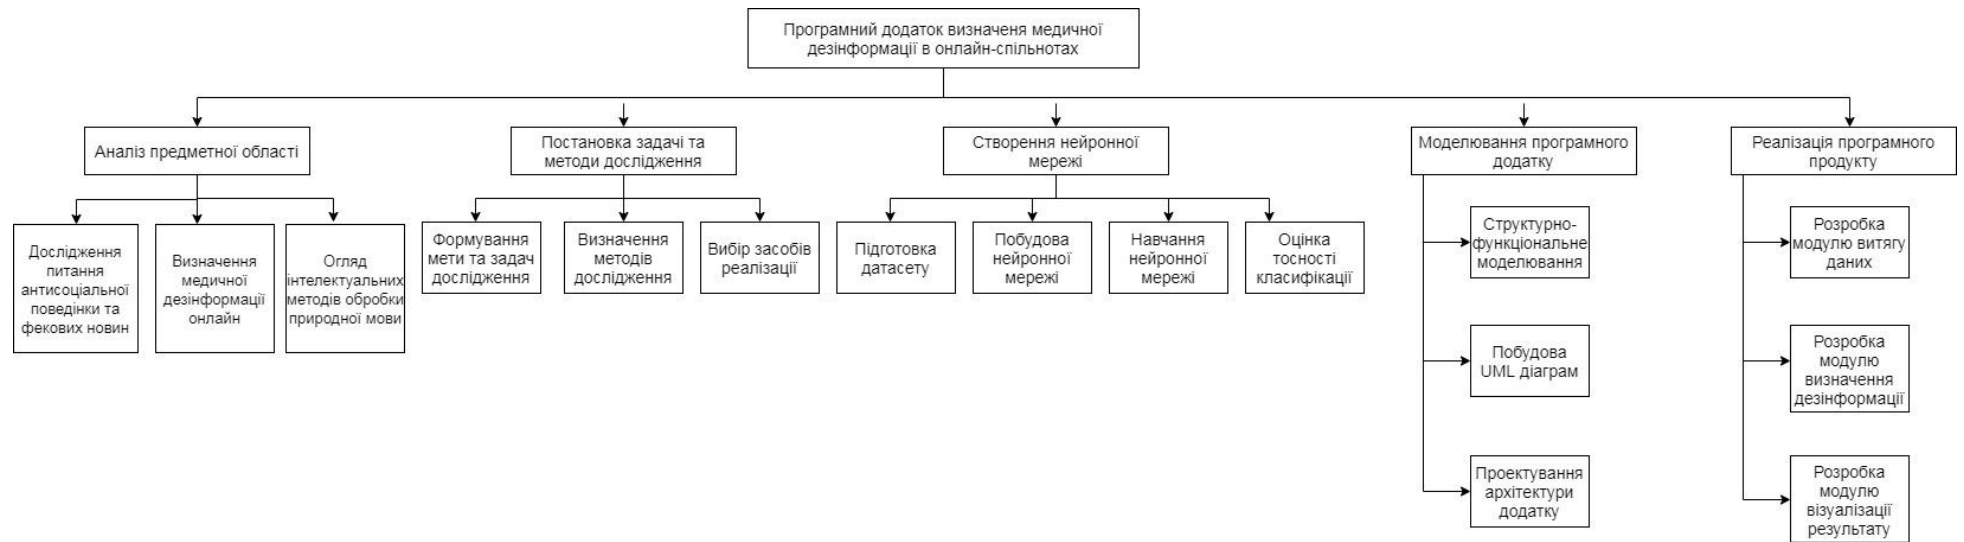 Програмний додаток визначеня медичної
дезінформації в онлайн-спільнотах
Аналіз предметної області
Постановка задачі та
методи дослідження
Створення нейронної
мережі
Моделювання програмного
додатку
Реалізація програмного
продукту
Дослідження
питання
антисоціальної
поведінки та
фекових новин
Визначення
медичної
дезінформації
онлайн
Огляд
інтелектуальних
методів обробки
природної мови
Формування
мети та задач
дослідження
Визначення
методів
дослідження
Вибір засобів
реалізації
Підготовка
датасету
Побудова
нейронної
мережі
Навчання
нейронної
мережі
Оцінка
тосності
класифікації
Структурно-
функціональне
моделювання
Побудова
UML діаграм
Проектування
архітектури
додатку
Розробка
модулю витягу
даних
Розробка
модулю
визначення
дезінформації
Розробка
модулю
візуалізації
результату